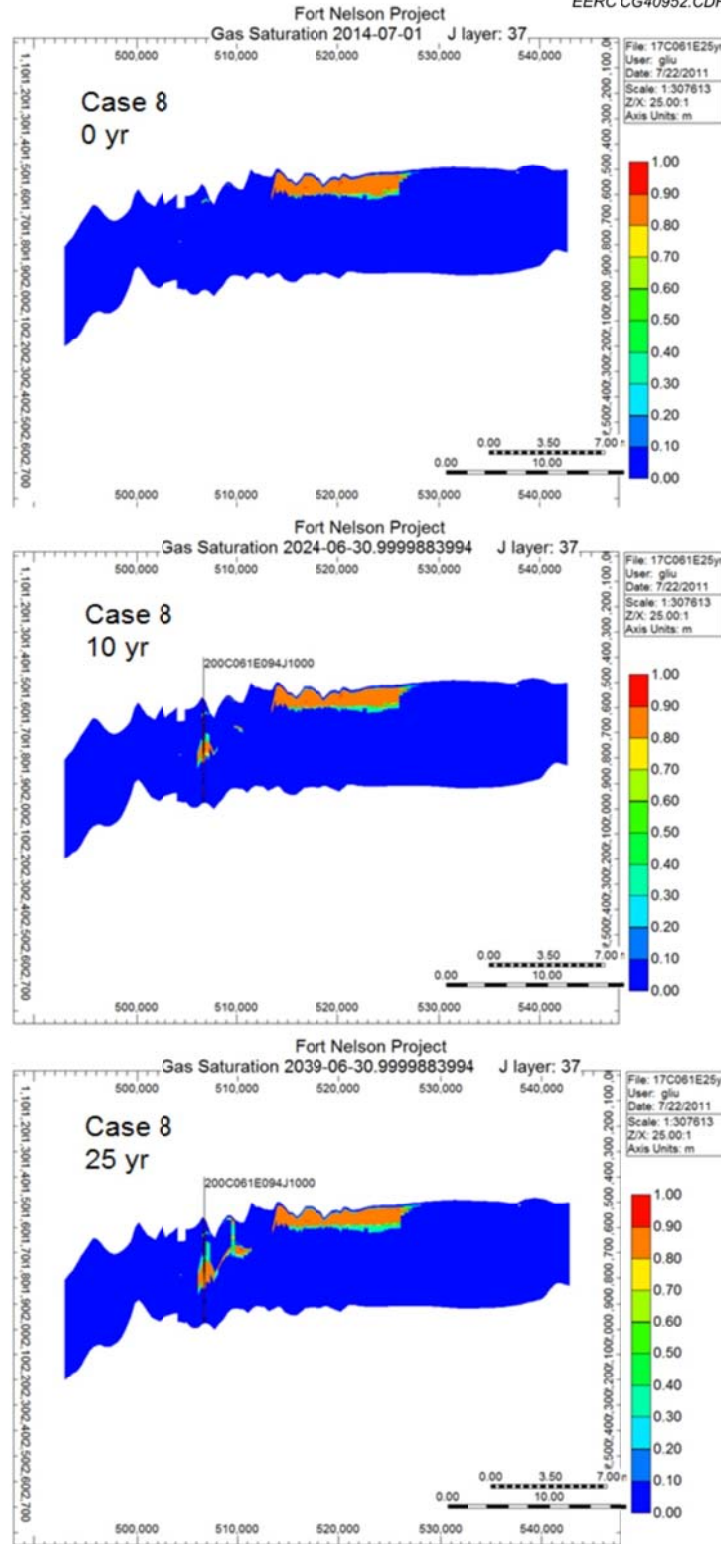 EERC CG40952.CDR
Fort Nelson Project
Gas Saturation 2014-07-01 J layer: 37
File: 17C061E25yr
User: gliu
Date: 7/22/2011
Scale: 1:307613
Z/X: 25.00:1
Axis Units: m
500,000 510,000 520,000 530,000 540,000
Case 8
0 yr
1.00
0.90
0.80
0.70
0.60
0.50
0.40
0.30
0.20
0.10
0.00
0.00 3.50 7.00
0.00 10.00
500,000 510,000 520,000 530,000 540,000
Fort Nelson Project
Gas Saturation 2024-06-30.9999883994 J layer: 37
File: 17C061E25yr
User: gliu
Date: 7/22/2011
Scale: 1:307613
Z/X: 25.00:1
Axis Units: m
500,000 510,000 520,000 530,000 540,000
Case 8
10 yr
200C061E094J1000
1.00
0.90
0.80
0.70
0.60
0.50
0.40
0.30
0.20
0.10
0.00
0.00 3.50 7.00
0.00 10.00
500,000 510,000 520,000 530,000 540,000
Fort Nelson Project
Gas Saturation 2039-06-30.9999883994 J layer: 37
File: 17C061E25yr
User: gliu
Date: 7/22/2011
Scale: 1:307613
Z/X: 25.00:1
Axis Units: m
500,000 510,000 520,000 530,000 540,000
Case 8
25 yr
200C061E094J1000
1.00
0.90
0.80
0.70
0.60
0.50
0.40
0.30
0.20
0.10
0.00
0.00 3.50 7.00
0.00 10.00
500,000 510,000 520,000 530,000 540,000